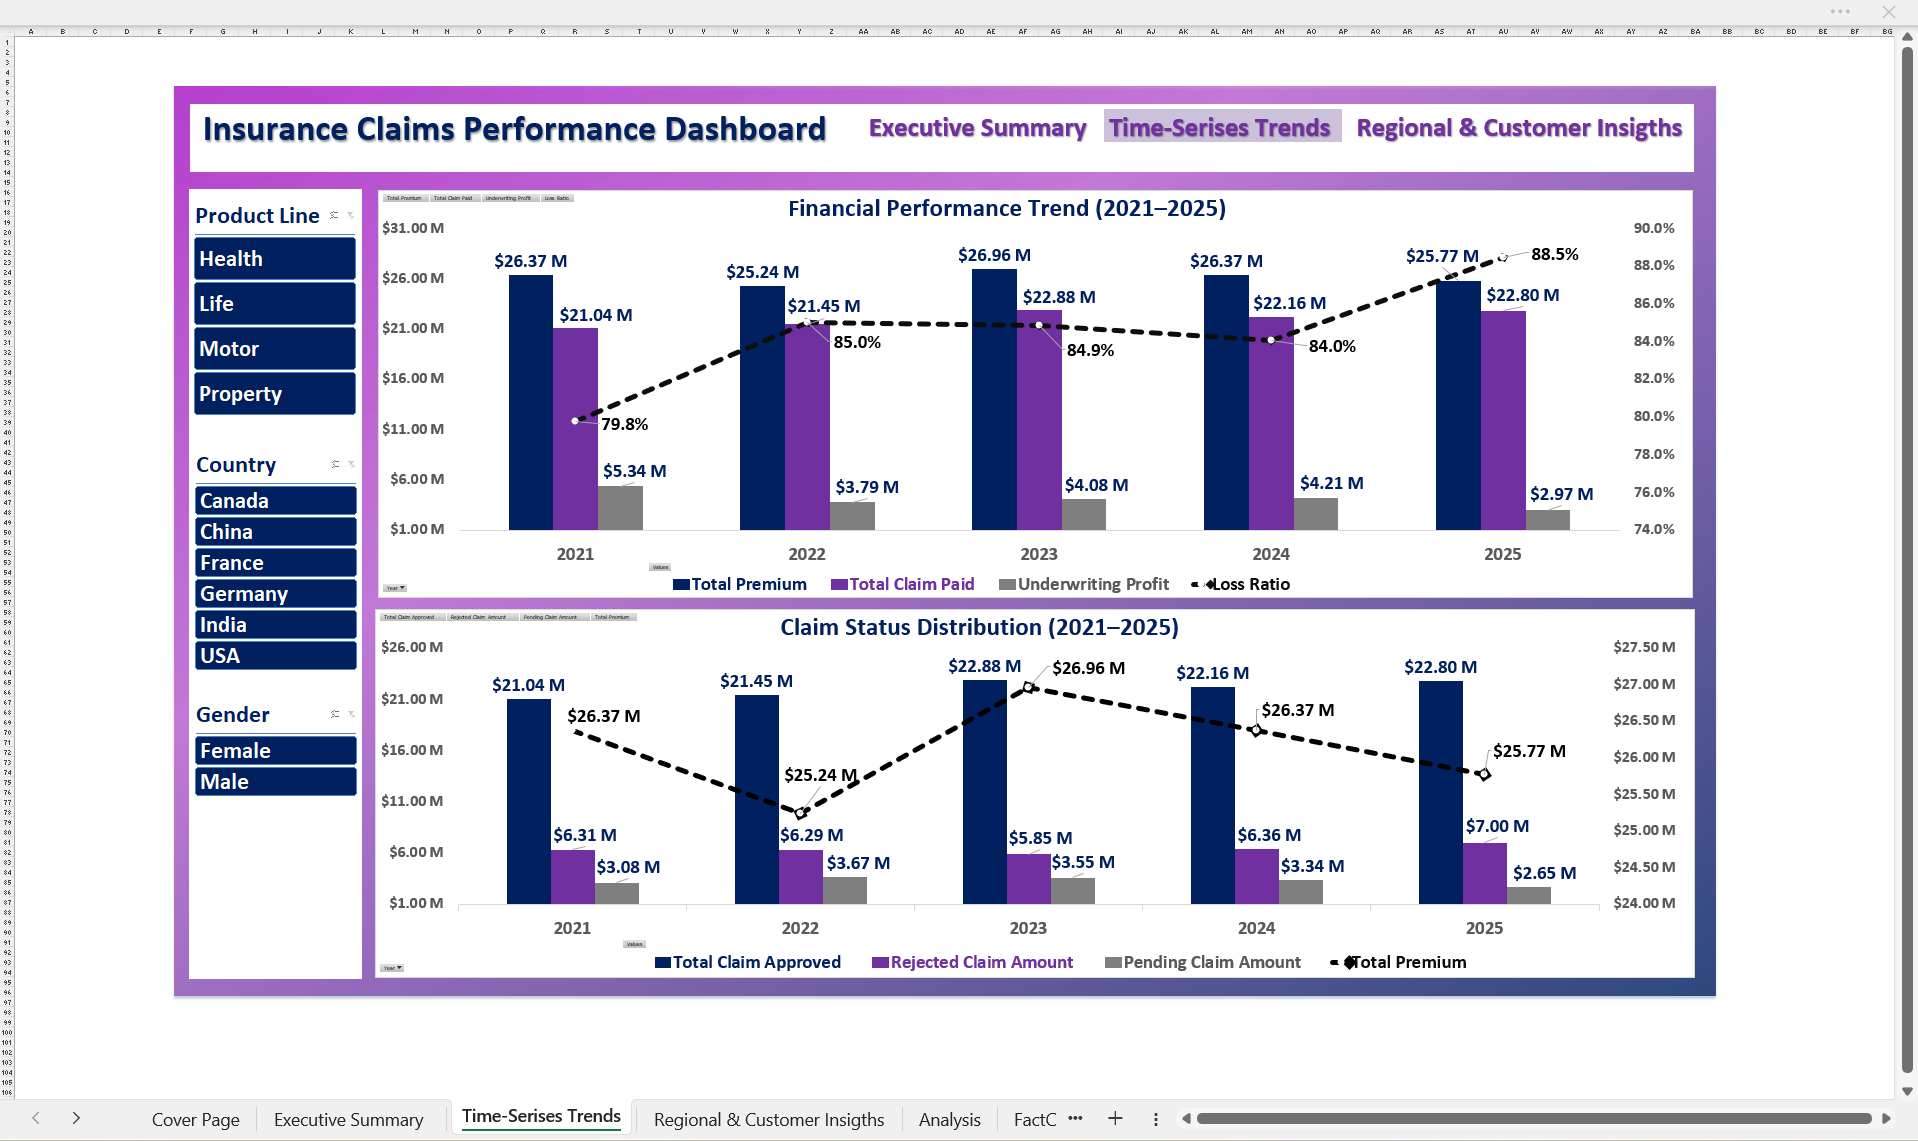 Insurance Claims Performance Dashboard
Executive Summary
Time-Serises Trends
Regional & Customer Insigths
Product Line
Health
Life
Motor
Property
Country
Canada
China
France
Germany
India
USA
Gender
Female
Male
Total Premium Total Claim Paid Underwriting Profit Loss Ratio
Financial Performance Trend (2021–2025)
$31.00 M
$26.00 M
$21.00 M
$16.00 M
$11.00 M
$6.00 M
$1.00 M
90.0%
88.0%
86.0%
84.0%
82.0%
80.0%
78.0%
76.0%
74.0%
$26.37 M
$21.04 M
79.8%
$5.34 M
$25.24 M
$21.45 M
85.0%
$3.79 M
$26.96 M
$22.88 M
84.9%
$4.08 M
$26.37 M
$22.16 M
84.0%
$4.21 M
$25.77 M
88.5%
$22.80 M
$2.97 M
2021 2022 2023 2024 2025
Values
Year
Total Premium Total Claim Paid Underwriting Profit Loss Ratio
Total Claim Approved Rejected Claim Amount Pending Claim Amount Total Premium
Claim Status Distribution (2021–2025)
$26.00 M
$21.00 M
$16.00 M
$11.00 M
$6.00 M
$1.00 M
$27.50 M
$27.00 M
$26.50 M
$26.00 M
$25.50 M
$25.00 M
$24.50 M
$24.00 M
$21.04 M
$26.37 M
$6.31 M
$3.08 M
$21.45 M
$25.24 M
$6.29 M
$3.67 M
$22.88 M
$26.96 M
$5.85 M
$3.55 M
$22.16 M
$26.37 M
$6.36 M
$3.34 M
$22.80 M
$25.77 M
$7.00 M
$2.65 M
2021 2022 2023 2024 2025
Values
Year
Total Claim Approved Rejected Claim Amount Pending Claim Amount Total Premium
Cover Page Executive Summary Time-Serises Trends Regional & Customer Insigths Analysis FactC